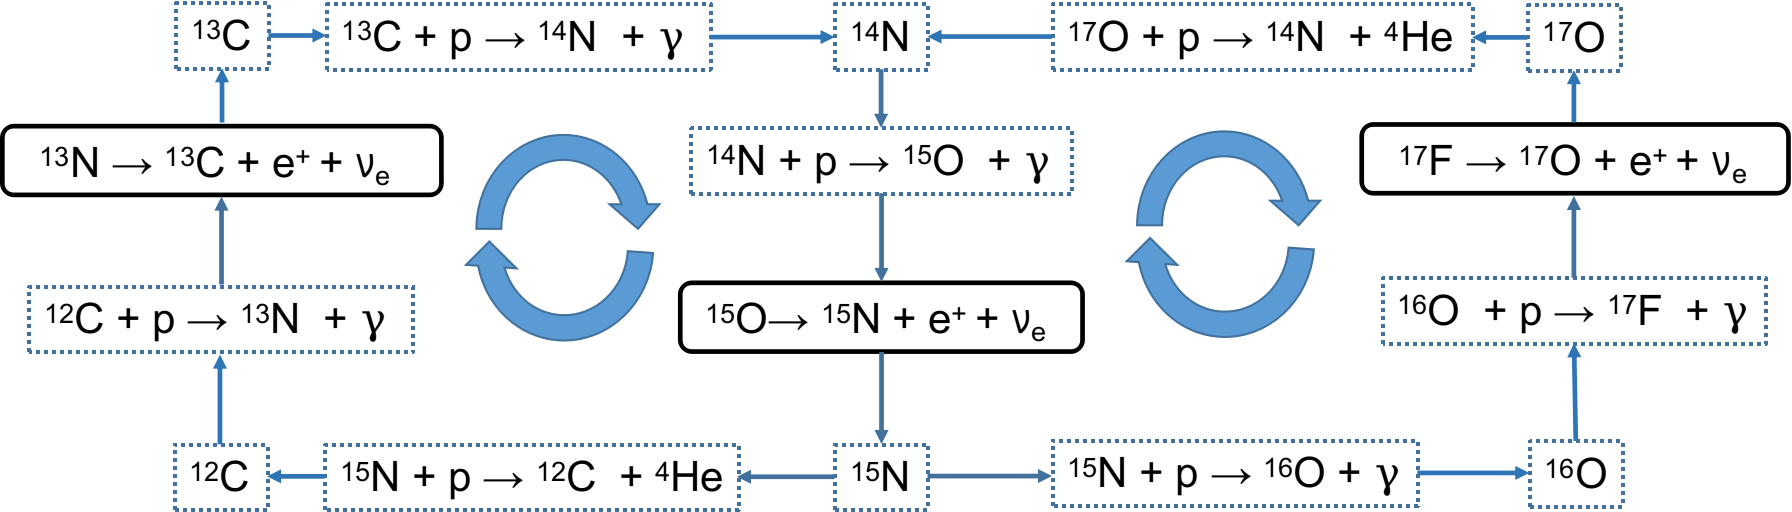 ¹³C
¹³C + p → ¹⁴N + γ
¹⁴N
¹⁷O + p → ¹⁴N + ⁴He
¹⁷O
¹³N → ¹³C + e⁺ + νₑ
¹⁴N + p → ¹⁵O + γ
¹⁷F → ¹⁷O + e⁺ + νₑ
¹²C + p → ¹³N + γ
¹⁵O → ¹⁵N + e⁺ + νₑ
¹⁶O + p → ¹⁷F + γ
¹²C
¹⁵N + p → ¹²C + ⁴He
¹⁵N
¹⁵N + p → ¹⁶O + γ
¹⁶O